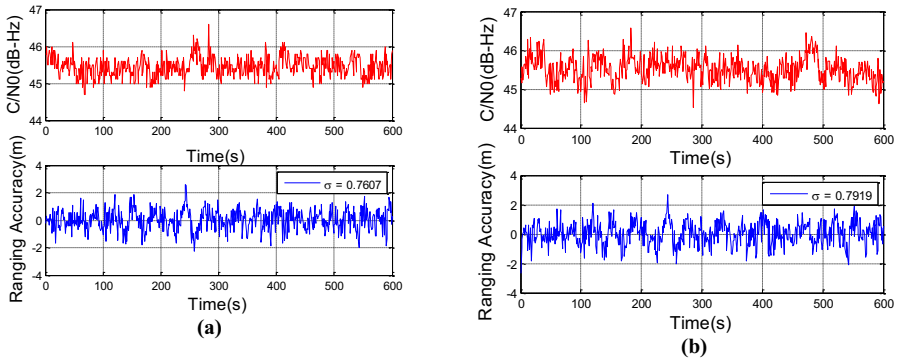 C/N0(dB-Hz)
47
46
45
44
0 100 200 300 400 500 600
Time(s)
Ranging Accuracy(m)
4
2
0
-2
-4
σ = 0.7607
0 100 200 300 400 500 600
Time(s)
(a)
C/N0(dB-Hz)
47
46
45
44
0 100 200 300 400 500 600
Time(s)
Ranging Accuracy(m)
4
2
0
-2
-4
σ = 0.7919
0 100 200 300 400 500 600
Time(s)
(b)